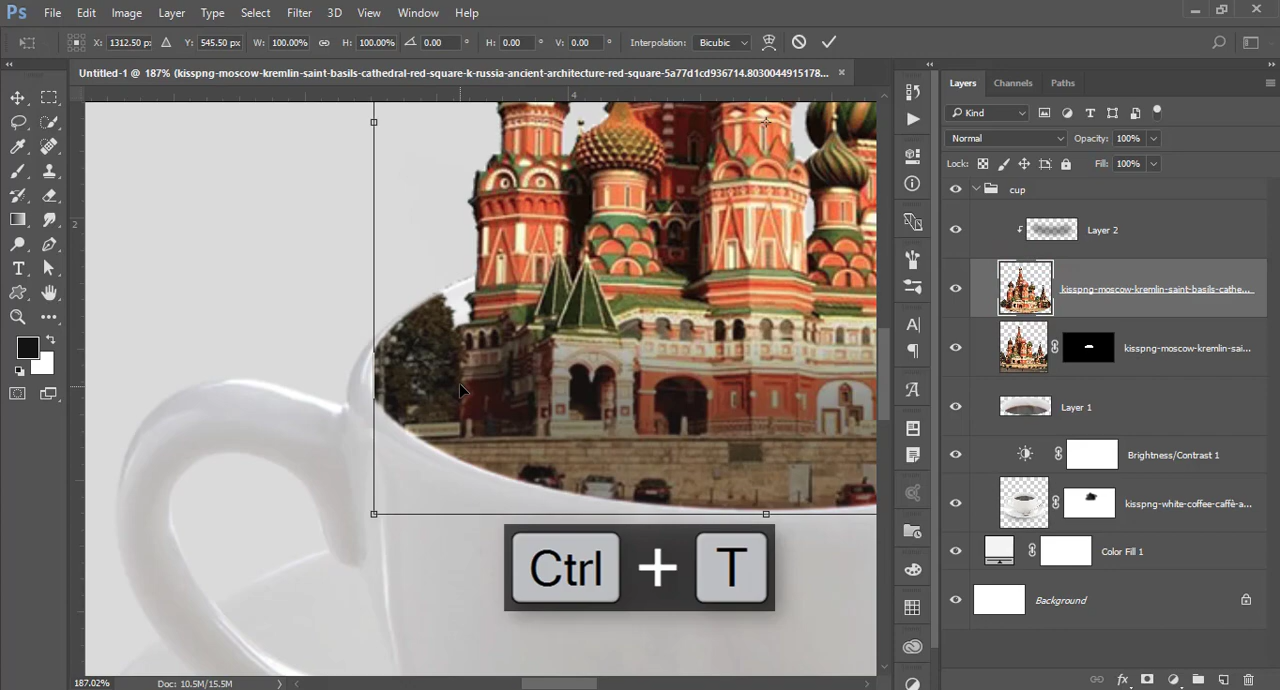 Ps File Edit Image Layer Type Select Filter 3D View Window Help
X: 1312.50 px Y: 545.50 px W: 100.00% H: 100.00% 0.00 ° H: 0.00 ° V: 0.00 ° Interpolation: Bicubic
Untitled-1 @ 187% (kisspng-moscow-kremlin-saint-basils-cathedral-red-square-k-russia-ancient-architecture-red-square-5a77d1cd936714.8030044915178... ×
4
2
Ctrl + T
187.02% Doc: 10.5M/15.5M
Layers Channels Paths
Kind
Normal Opacity: 100%
Lock: Fill: 100%
cup
Layer 2
kisspng-moscow-kremlin-saint-basils-cathe...
kisspng-moscow-kremlin-sai...
Layer 1
Brightness/Contrast 1
kisspng-white-coffee-caffè-a...
Color Fill 1
Background